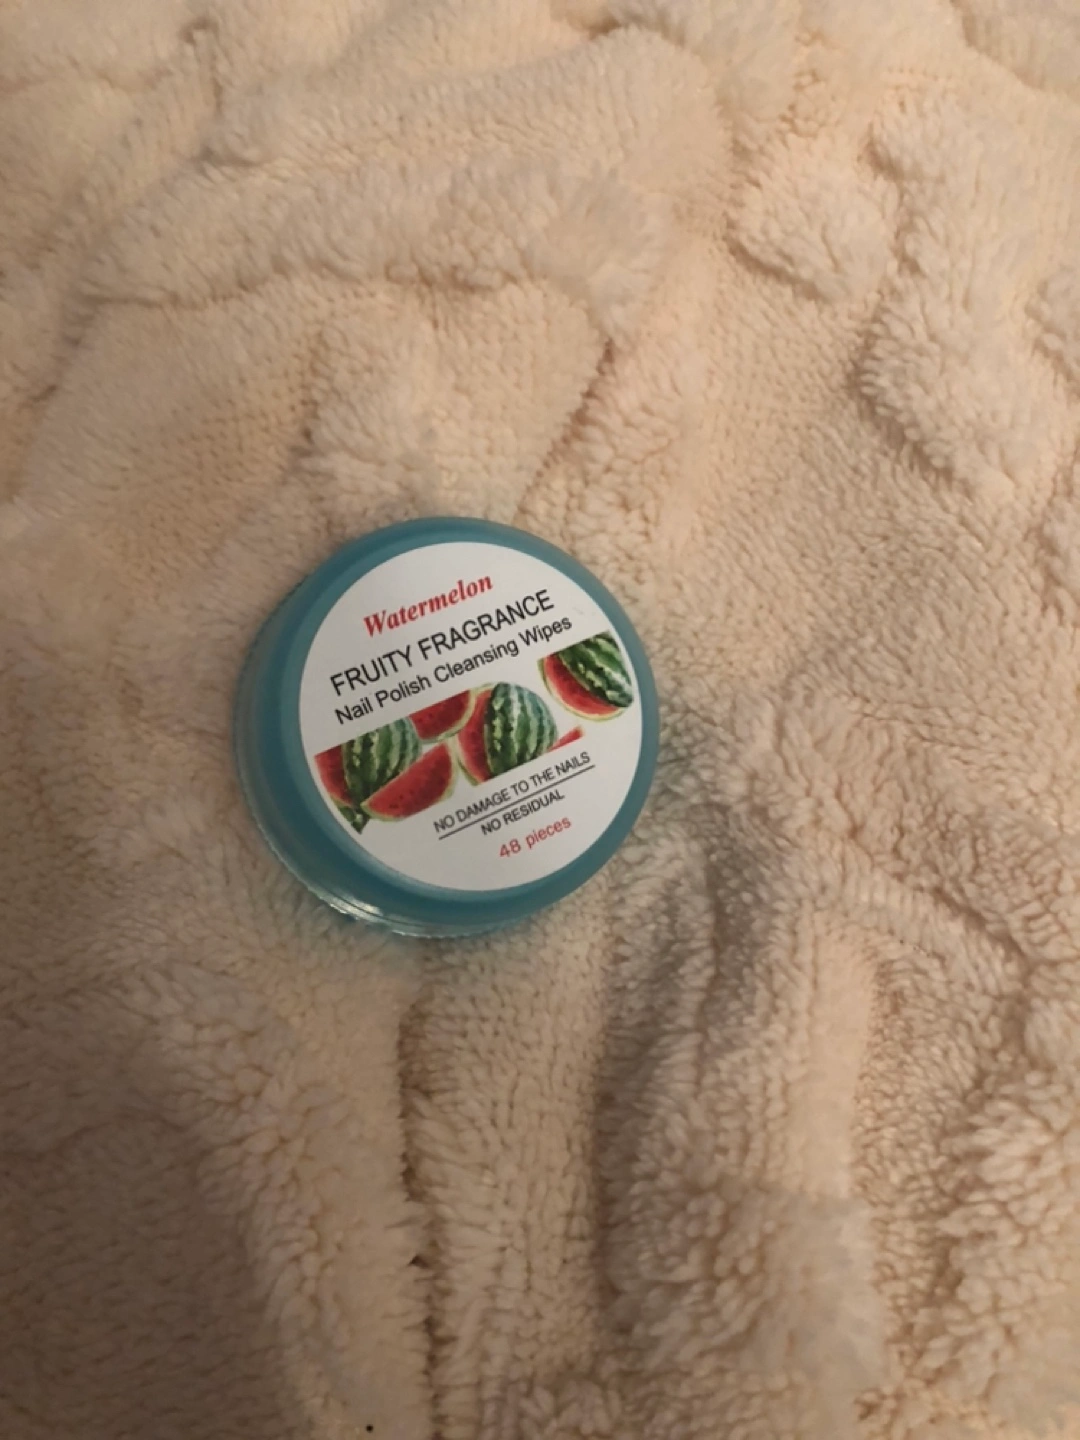 Watermelon
FRUITY FRAGRANCE
Nail Polish Cleansing Wipes
NO DAMAGE TO THE NAILS
NO RESIDUAL
48 pieces